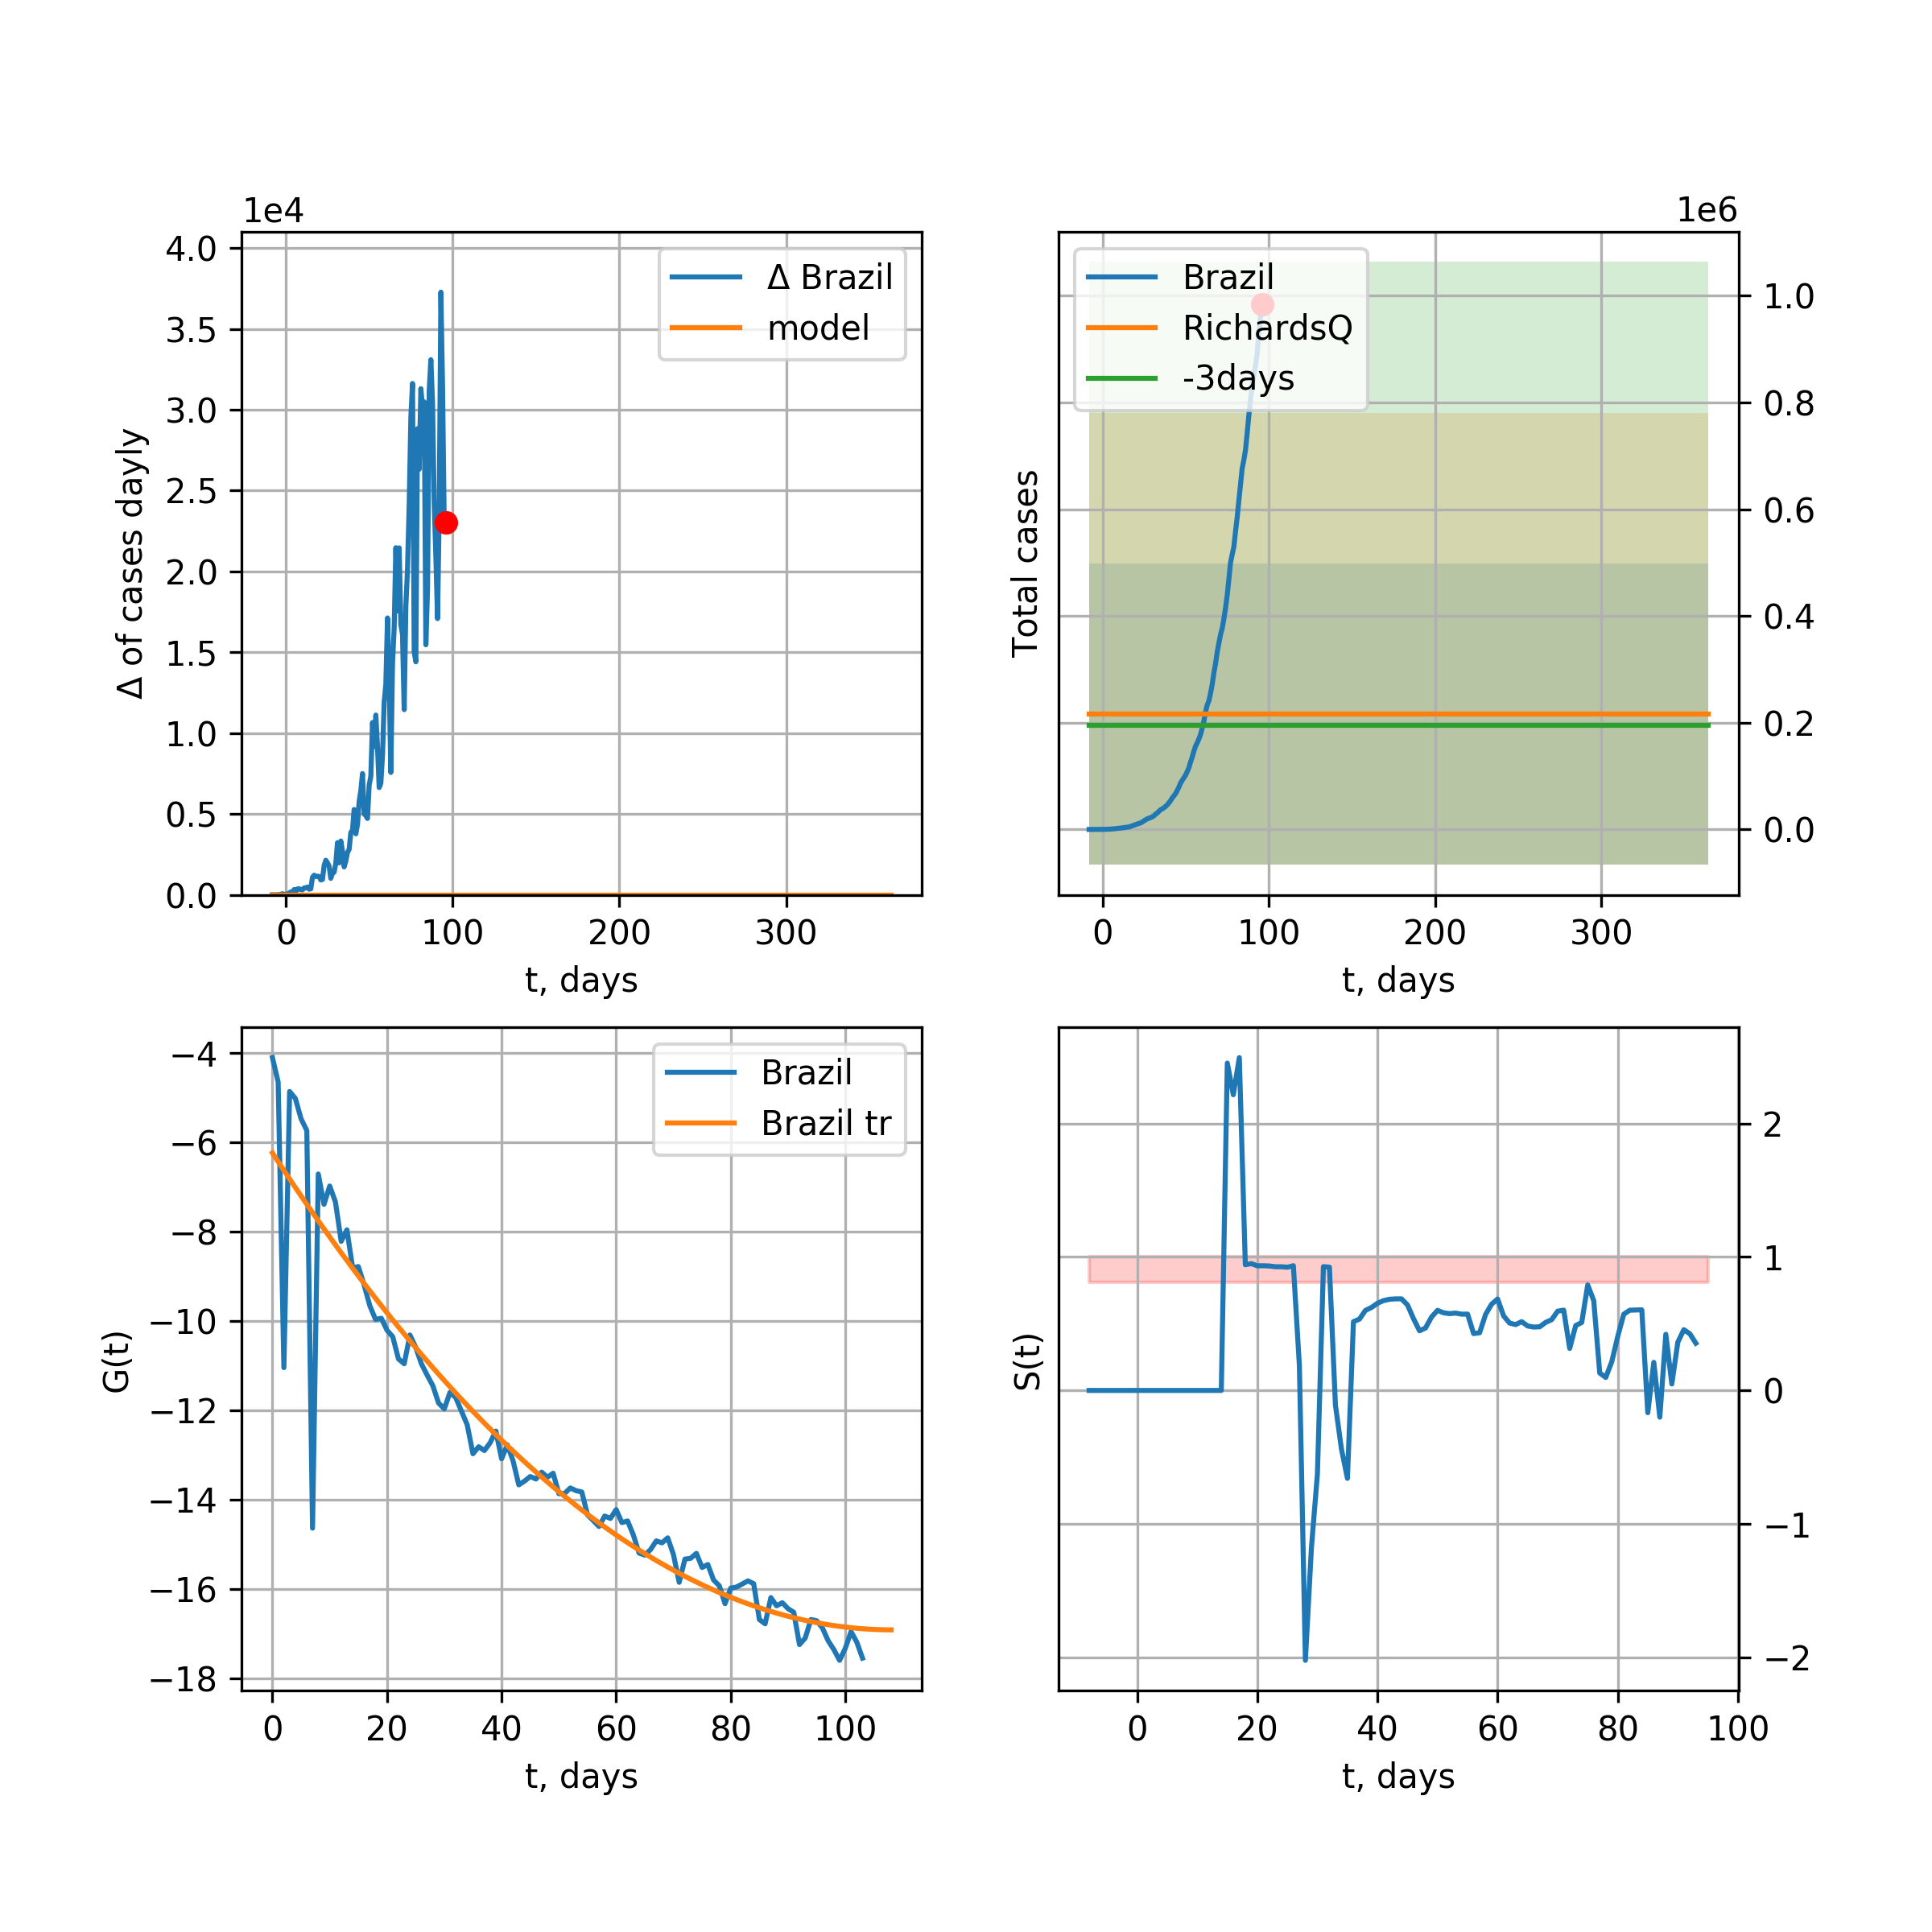 1e4
4.0
3.5
3.0
2.5
2.0
1.5
1.0
0.5
0.0
Δ of cases dayly
Δ Brazil
model
0 100 200 300
t, days
1e6
Brazil
RichardsQ
-3days
Total cases
1.0
0.8
0.6
0.4
0.2
0.0
0 100 200 300
t, days
−4
−6
−8
−10
−12
−14
−16
−18
G(t)
Brazil
Brazil tr
0 20 40 60 80 100
t, days
S(t)
2
1
0
−1
−2
0 20 40 60 80 100
t, days